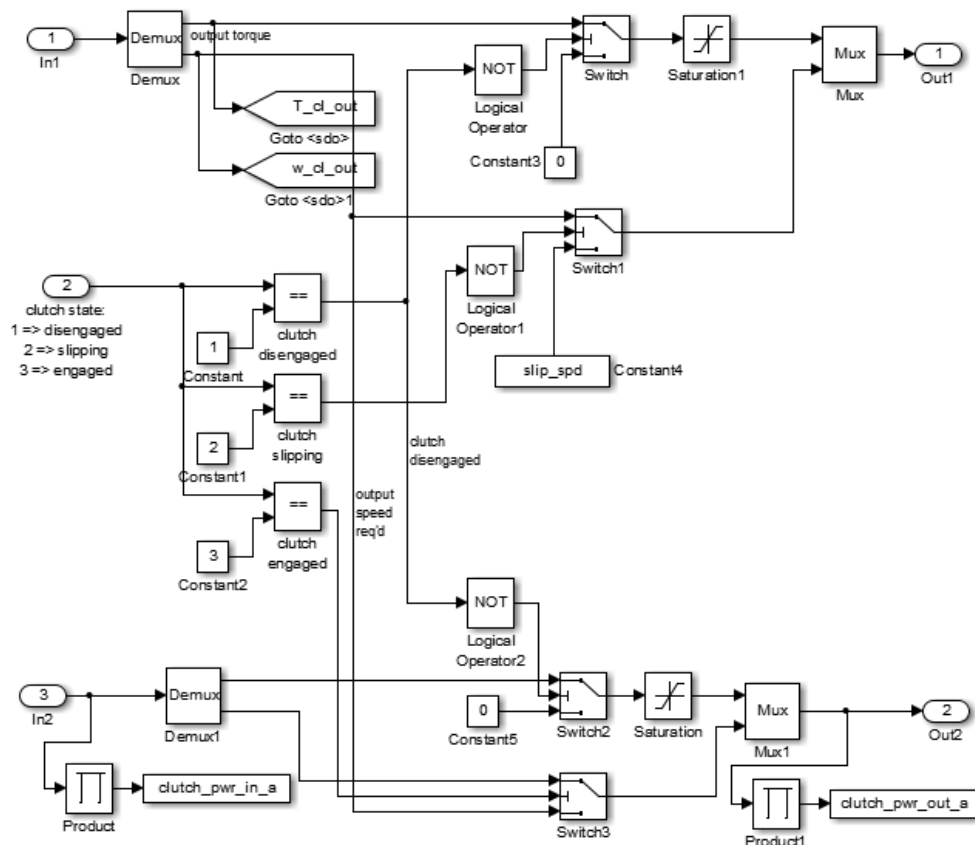 1
In1
Demux
Demux
output torque
T_cl_out
Goto <sdo>
w_cl_out
Goto <sdo>1
NOT
Logical
Operator
Constant3
0
Switch
Saturation1
Mux
Mux
1
Out1
2
clutch state:
1 => disengaged
2 => slipping
3 => engaged
==
clutch
disengaged
1
Constant
==
clutch
slipping
2
Constant1
==
clutch
engaged
3
Constant2
NOT
Logical
Operator1
Switch1
slip_spd
Constant4
clutch
disengaged
output
speed
req'd
NOT
Logical
Operator2
3
In2
Demux
Demux1
0
Constant5
Switch2
Saturation
Mux
Mux1
2
Out2
Product
clutch_pwr_in_a
Switch3
Product1
clutch_pwr_out_a